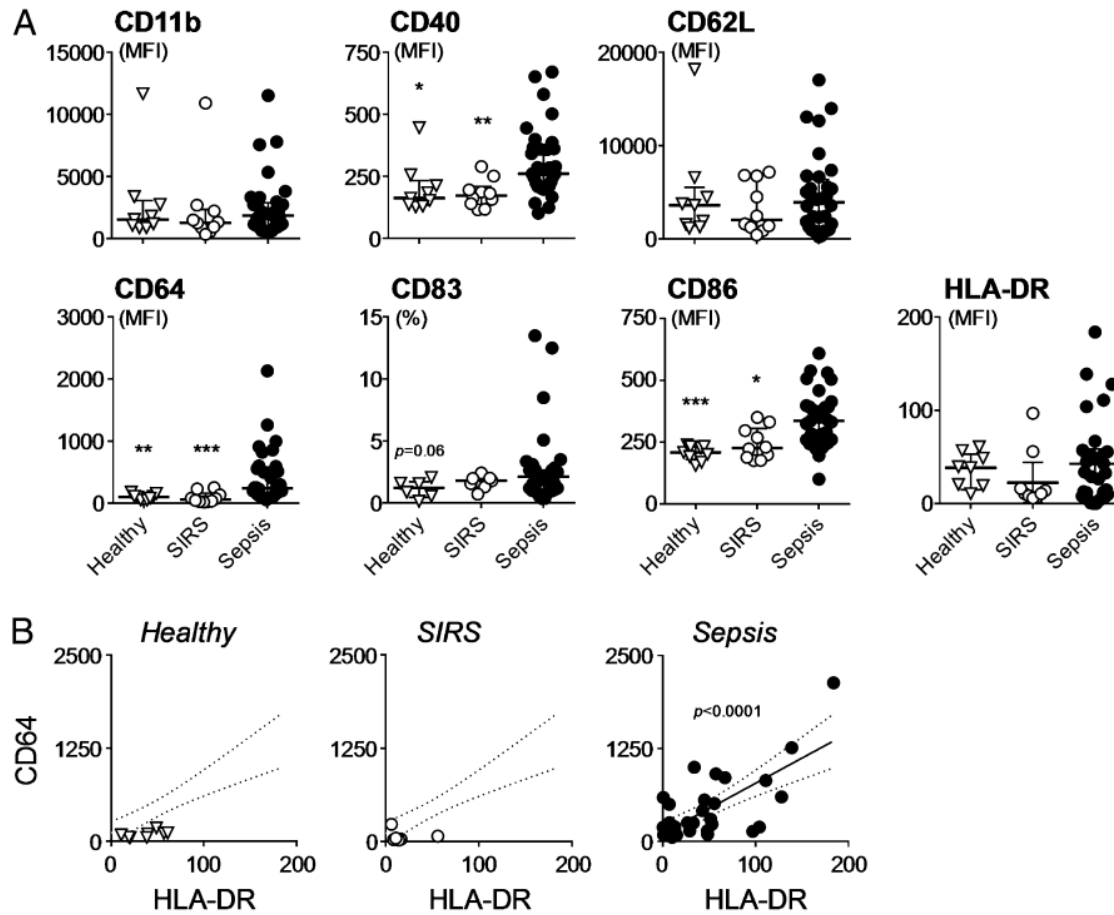 A
CD11b
(MFI)
15000
10000
5000
0
CD40
(MFI)
750
500
250
0
*
**
CD62L
(MFI)
20000
10000
0
CD64
(MFI)
3000
2000
1000
0
**
***
Healthy
SIRS
Sepsis
CD83
(%)
15
10
5
0
p=0.06
Healthy
SIRS
Sepsis
CD86
(MFI)
750
500
250
0
***
*
Healthy
SIRS
Sepsis
HLA-DR
(MFI)
200
100
0
Healthy
SIRS
Sepsis
B
Healthy
SIRS
Sepsis
CD64
2500
1250
0
0
100
200
HLA-DR
2500
1250
0
0
100
200
HLA-DR
2500
1250
0
p<0.0001
0
100
200
HLA-DR